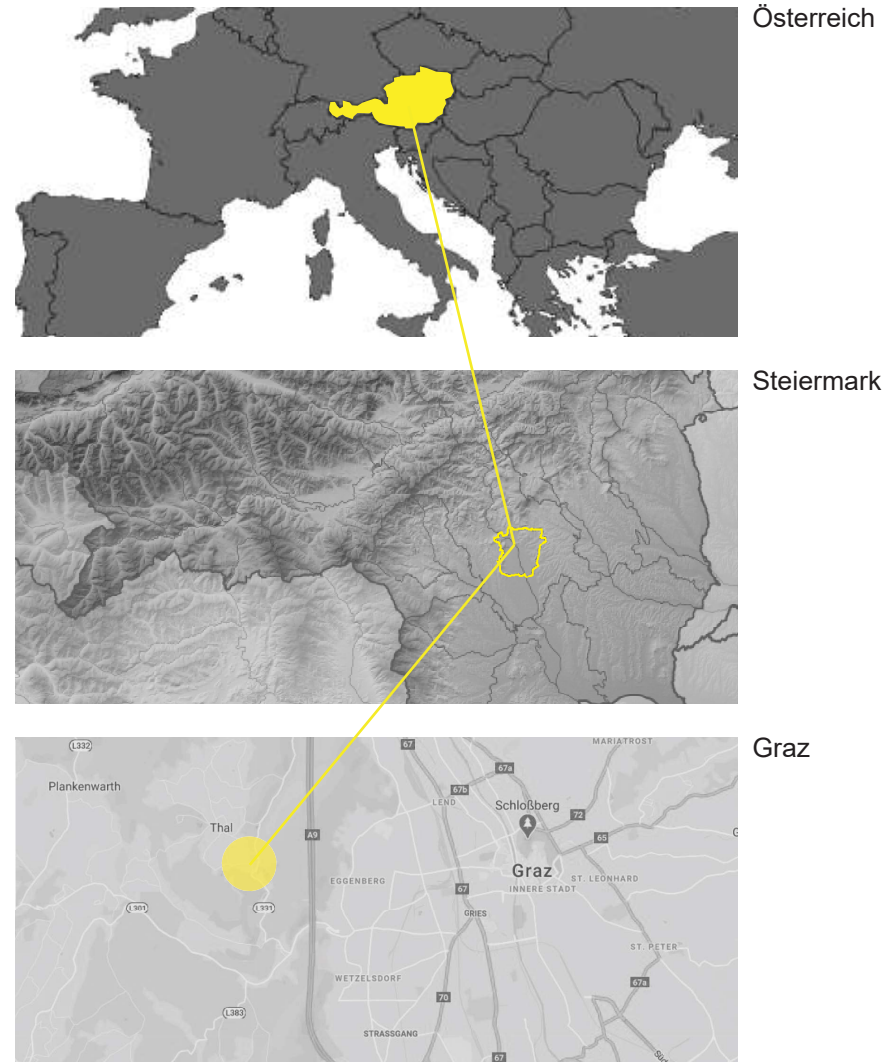 Österreich
Steiermark
Graz
L332
67
MARIATROST
67a
Plankenwarth
67b
LEND
Schloßberg
72
Thal
A9
65
G
Graz
EGGENBERG
ST. LEONHARD
67
INNERE STADT
L301
L331
GRIES
ST. PETER
WETZELSDORF
67a
70
L383
STRASSGANG
67